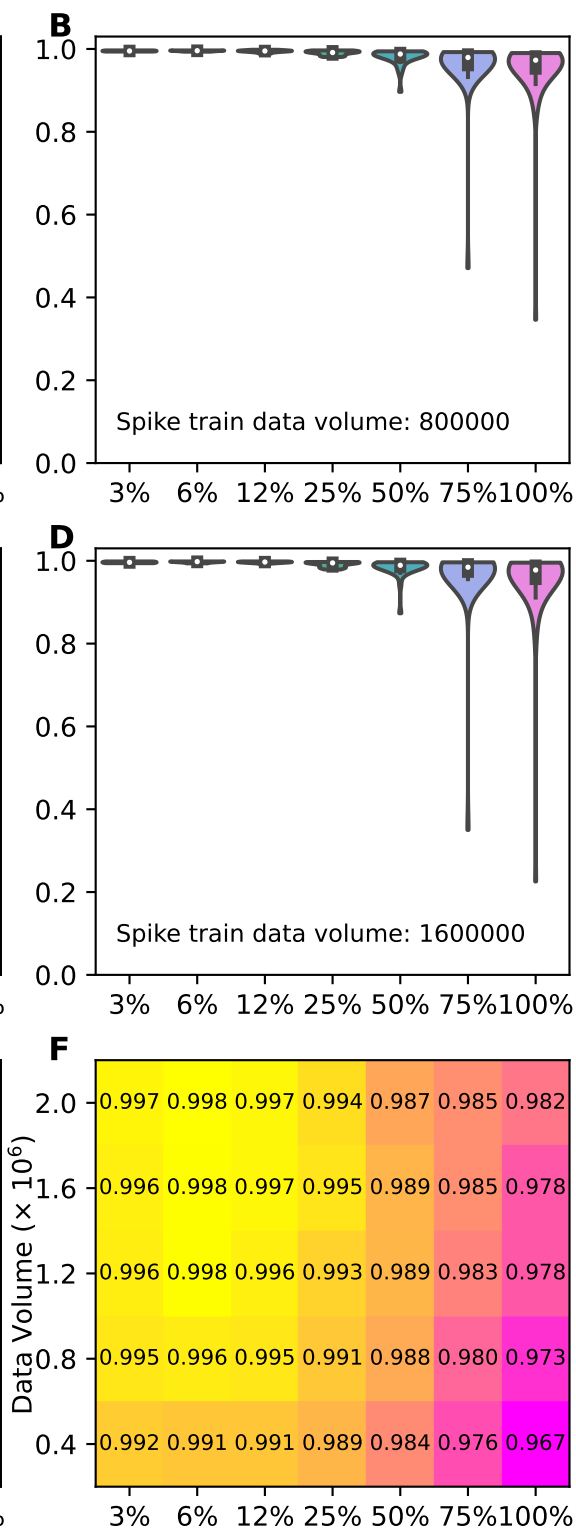 B
1.0
0.8
0.6
0.4
0.2
0.0
Spike train data volume: 800000
3% 6% 12% 25% 50% 75% 100%
D
1.0
0.8
0.6
0.4
0.2
0.0
Spike train data volume: 1600000
3% 6% 12% 25% 50% 75% 100%
F
Data Volume (× 10⁶)
2.0 0.997 0.998 0.997 0.994 0.987 0.985 0.982
1.6 0.996 0.998 0.997 0.995 0.989 0.985 0.978
1.2 0.996 0.998 0.996 0.993 0.989 0.983 0.978
0.8 0.995 0.996 0.995 0.991 0.988 0.980 0.973
0.4 0.992 0.991 0.991 0.989 0.984 0.976 0.967
3% 6% 12% 25% 50% 75% 100%